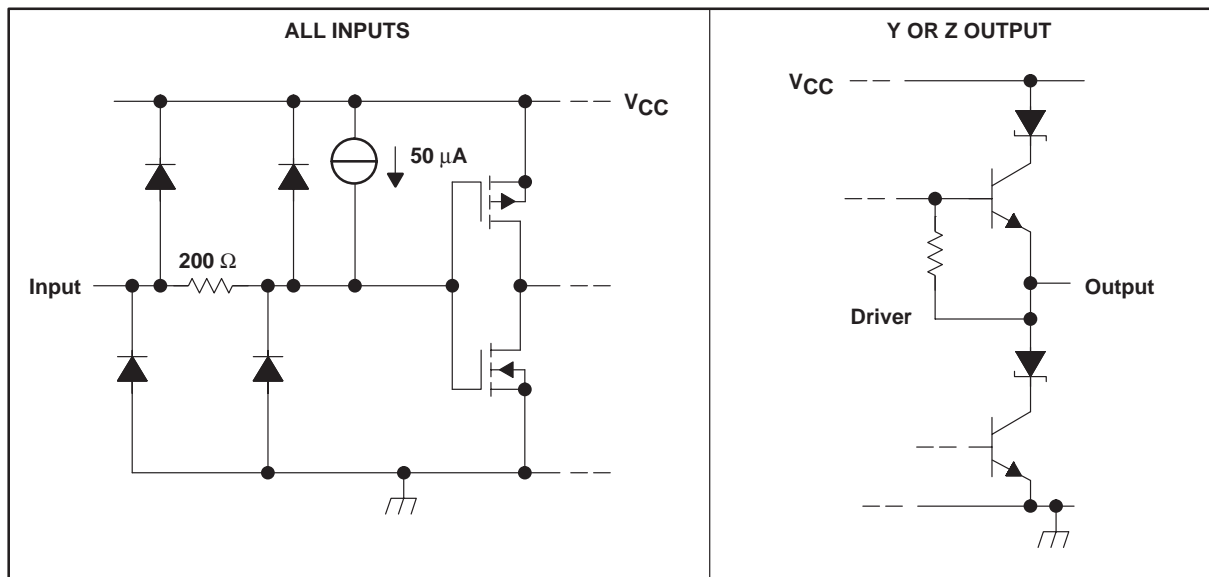 ALL INPUTS
VCC
50 μA
200 Ω
Input
Y OR Z OUTPUT
VCC
Output
Driver